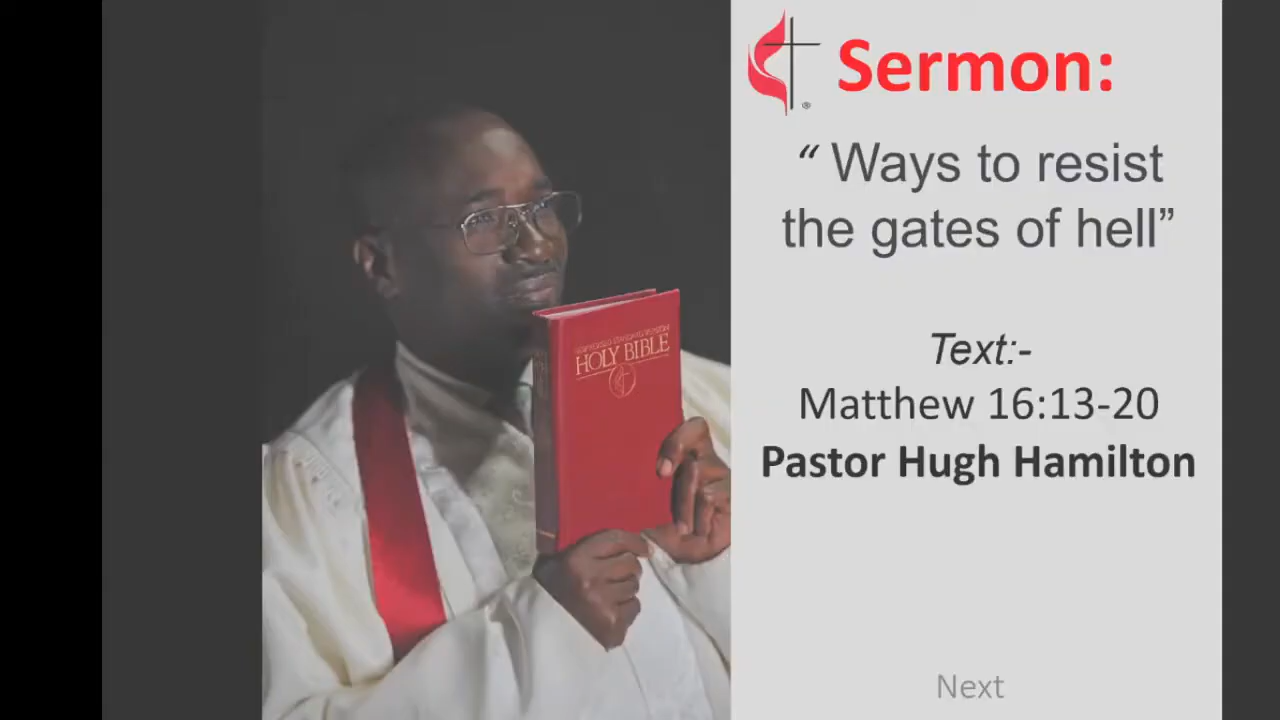 Sermon:
“ Ways to resist
the gates of hell”
Text:-
Matthew 16:13-20
Pastor Hugh Hamilton
Next
HOLY BIBLE